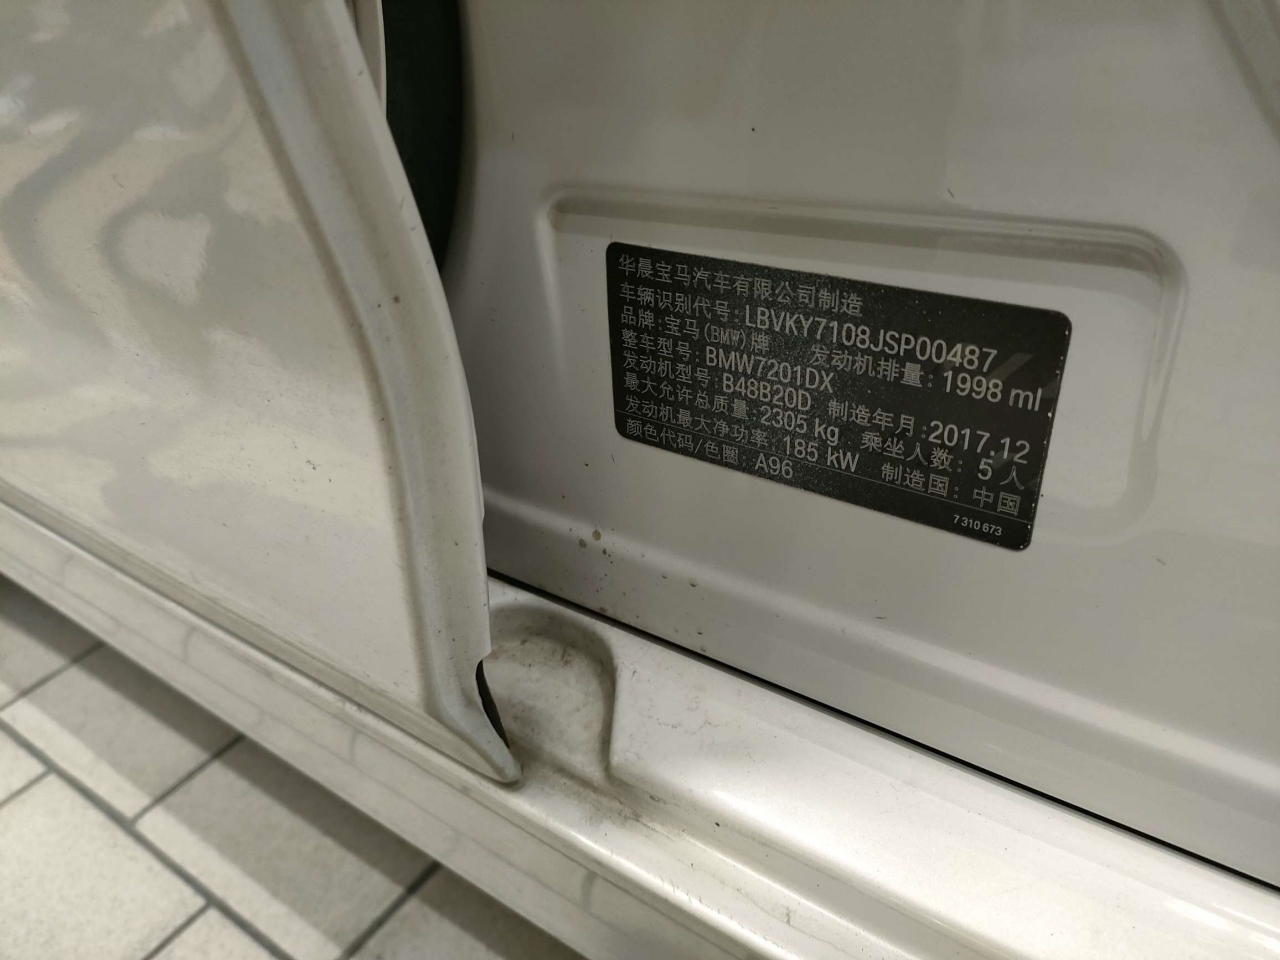 华晨宝马汽车有限公司制造
车辆识别代号: LBVKY7108JSP00487
品牌: 宝马(BMW)牌 发动机排量: 1998 ml
整车型号: BMW7201DX
发动机型号: B48B20D 制造年月: 2017.12
最大允许总质量: 2305 kg 乘坐人数: 5 人
发动机最大净功率: 185 kW 制造国: 中国
颜色代码/色圈: A96
7 310 673